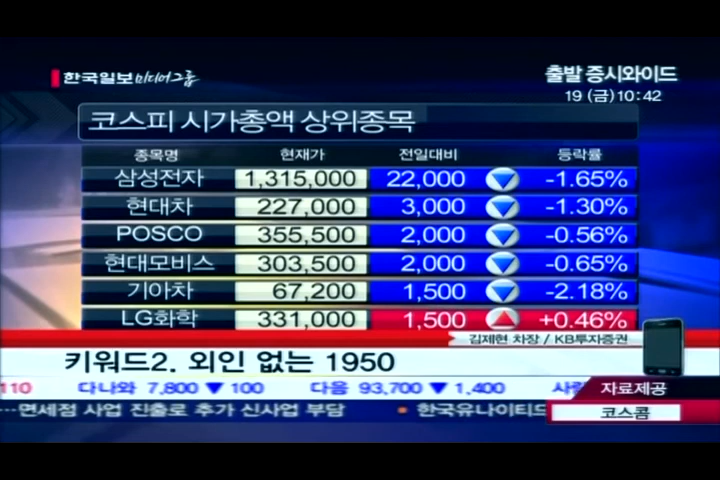 한국일보 미디어그룹
출발 증시와이드
19 (금) 10:42
코스피 시가총액 상위종목
종목명 현재가 전일대비 등락률
삼성전자 1,315,000 22,000 ▼ -1.65%
현대차 227,000 3,000 ▼ -1.30%
POSCO 355,500 2,000 ▼ -0.56%
현대모비스 303,500 2,000 ▼ -0.65%
기아차 67,200 1,500 ▼ -2.18%
LG화학 331,000 1,500 ▲ +0.46%
김제현 차장 / KB투자증권
키워드2. 외인 없는 1950
110 다나와 7,800 ▼ 100 다음 93,700 ▼ 1,400
자료제공
…면세점 사업 진출로 추가 신사업 부담 • 한국유나이티드
코스콤